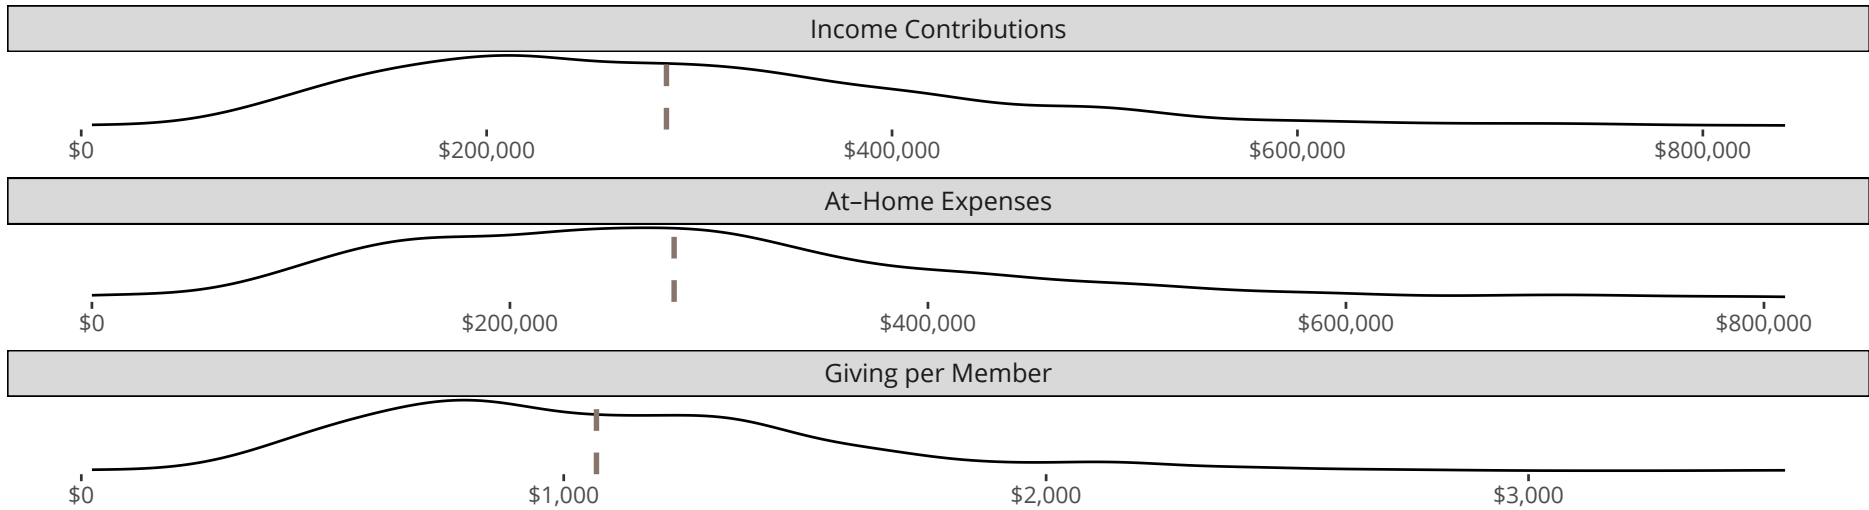 Income Contributions
$0 $200,000 $400,000 $600,000 $800,000
At–Home Expenses
$0 $200,000 $400,000 $600,000 $800,000
Giving per Member
$0 $1,000 $2,000 $3,000